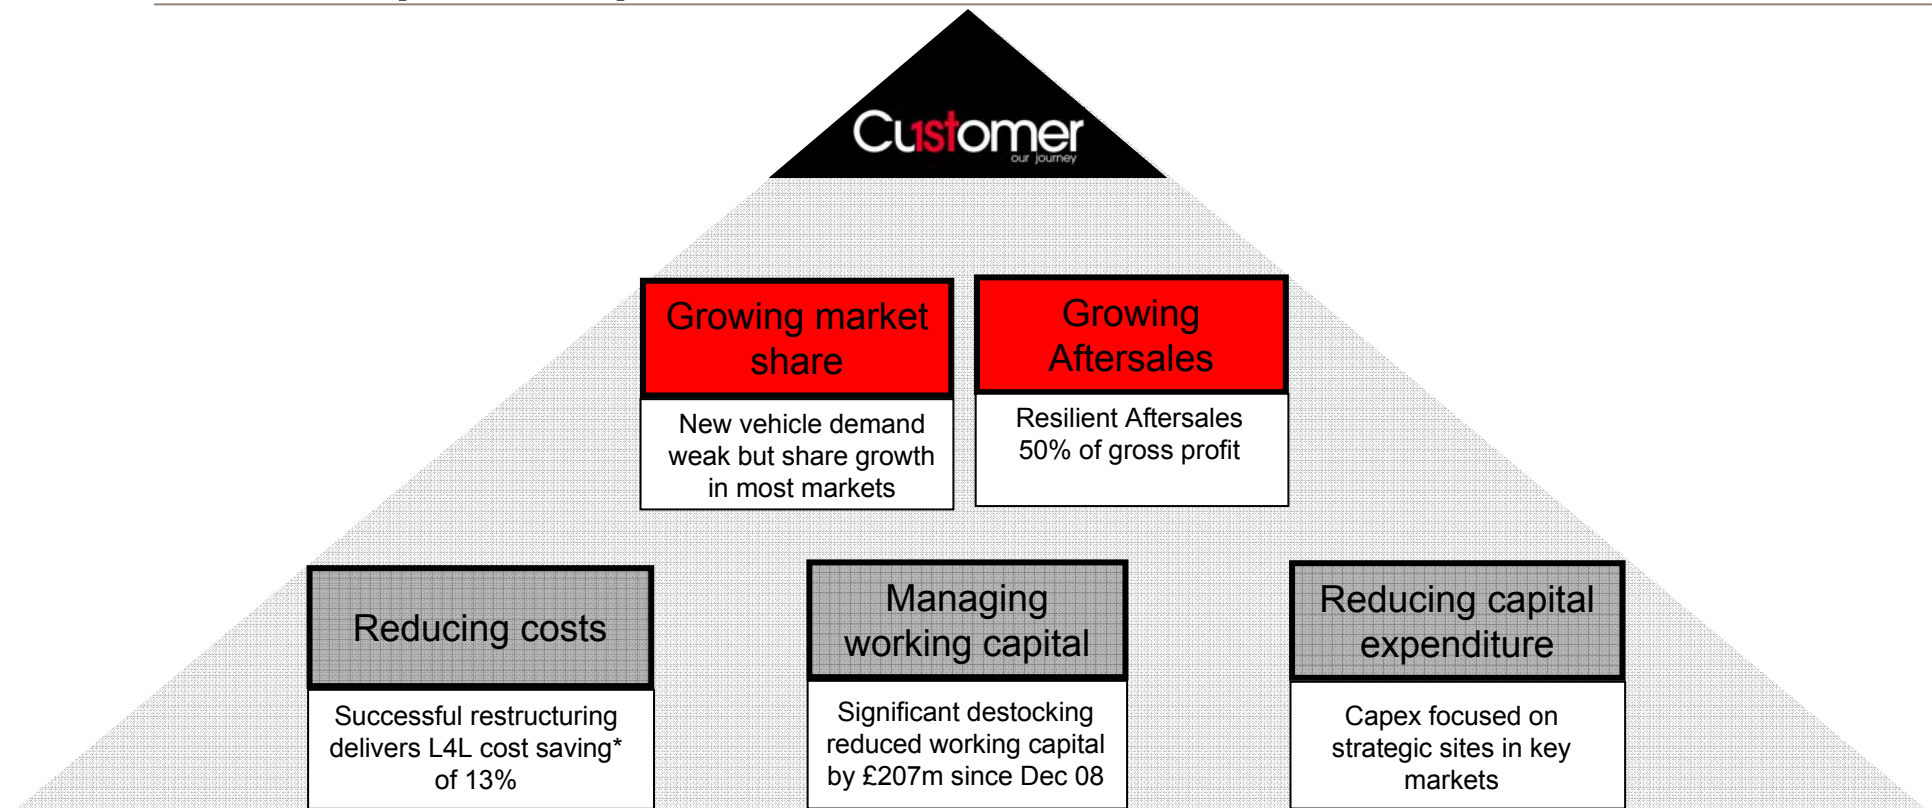 Cu1stomer
our journey
Growing market
share
Growing
Aftersales
New vehicle demand
weak but share growth
in most markets
Resilient Aftersales
50% of gross profit
Reducing costs
Managing
working capital
Reducing capital
expenditure
Successful restructuring
delivers L4L cost saving*
of 13%
Significant destocking
reduced working capital
by £207m since Dec 08
Capex focused on
strategic sites in key
markets